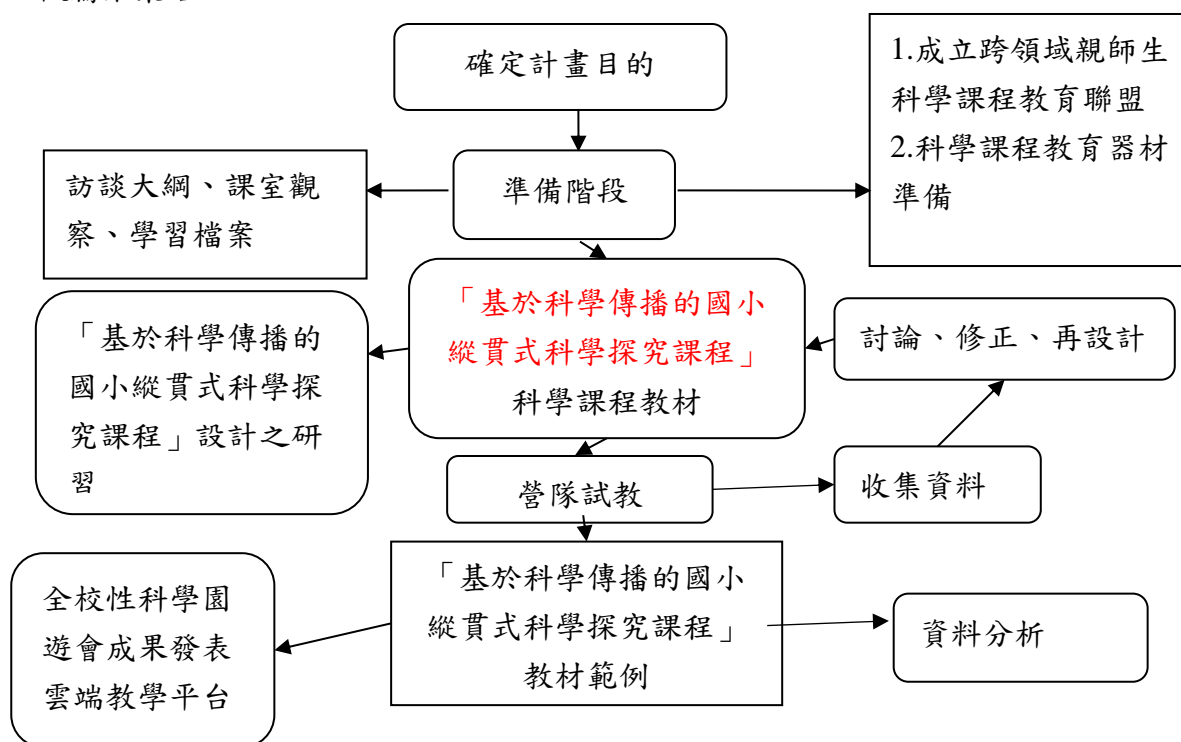 確定計畫目的
1.成立跨領域親師生
科學課程教育聯盟
2.科學課程教育器材
準備
訪談大綱、課室觀
察、學習檔案
準備階段
「基於科學傳播的國小
縱貫式科學探究課程」
科學課程教材
討論、修正、再設計
「基於科學傳播的
國小縱貫式科學探
究課程」設計之研
習
營隊試教
收集資料
全校性科學園
遊會成果發表
雲端教學平台
「基於科學傳播的國小
縱貫式科學探究課程」
教材範例
資料分析